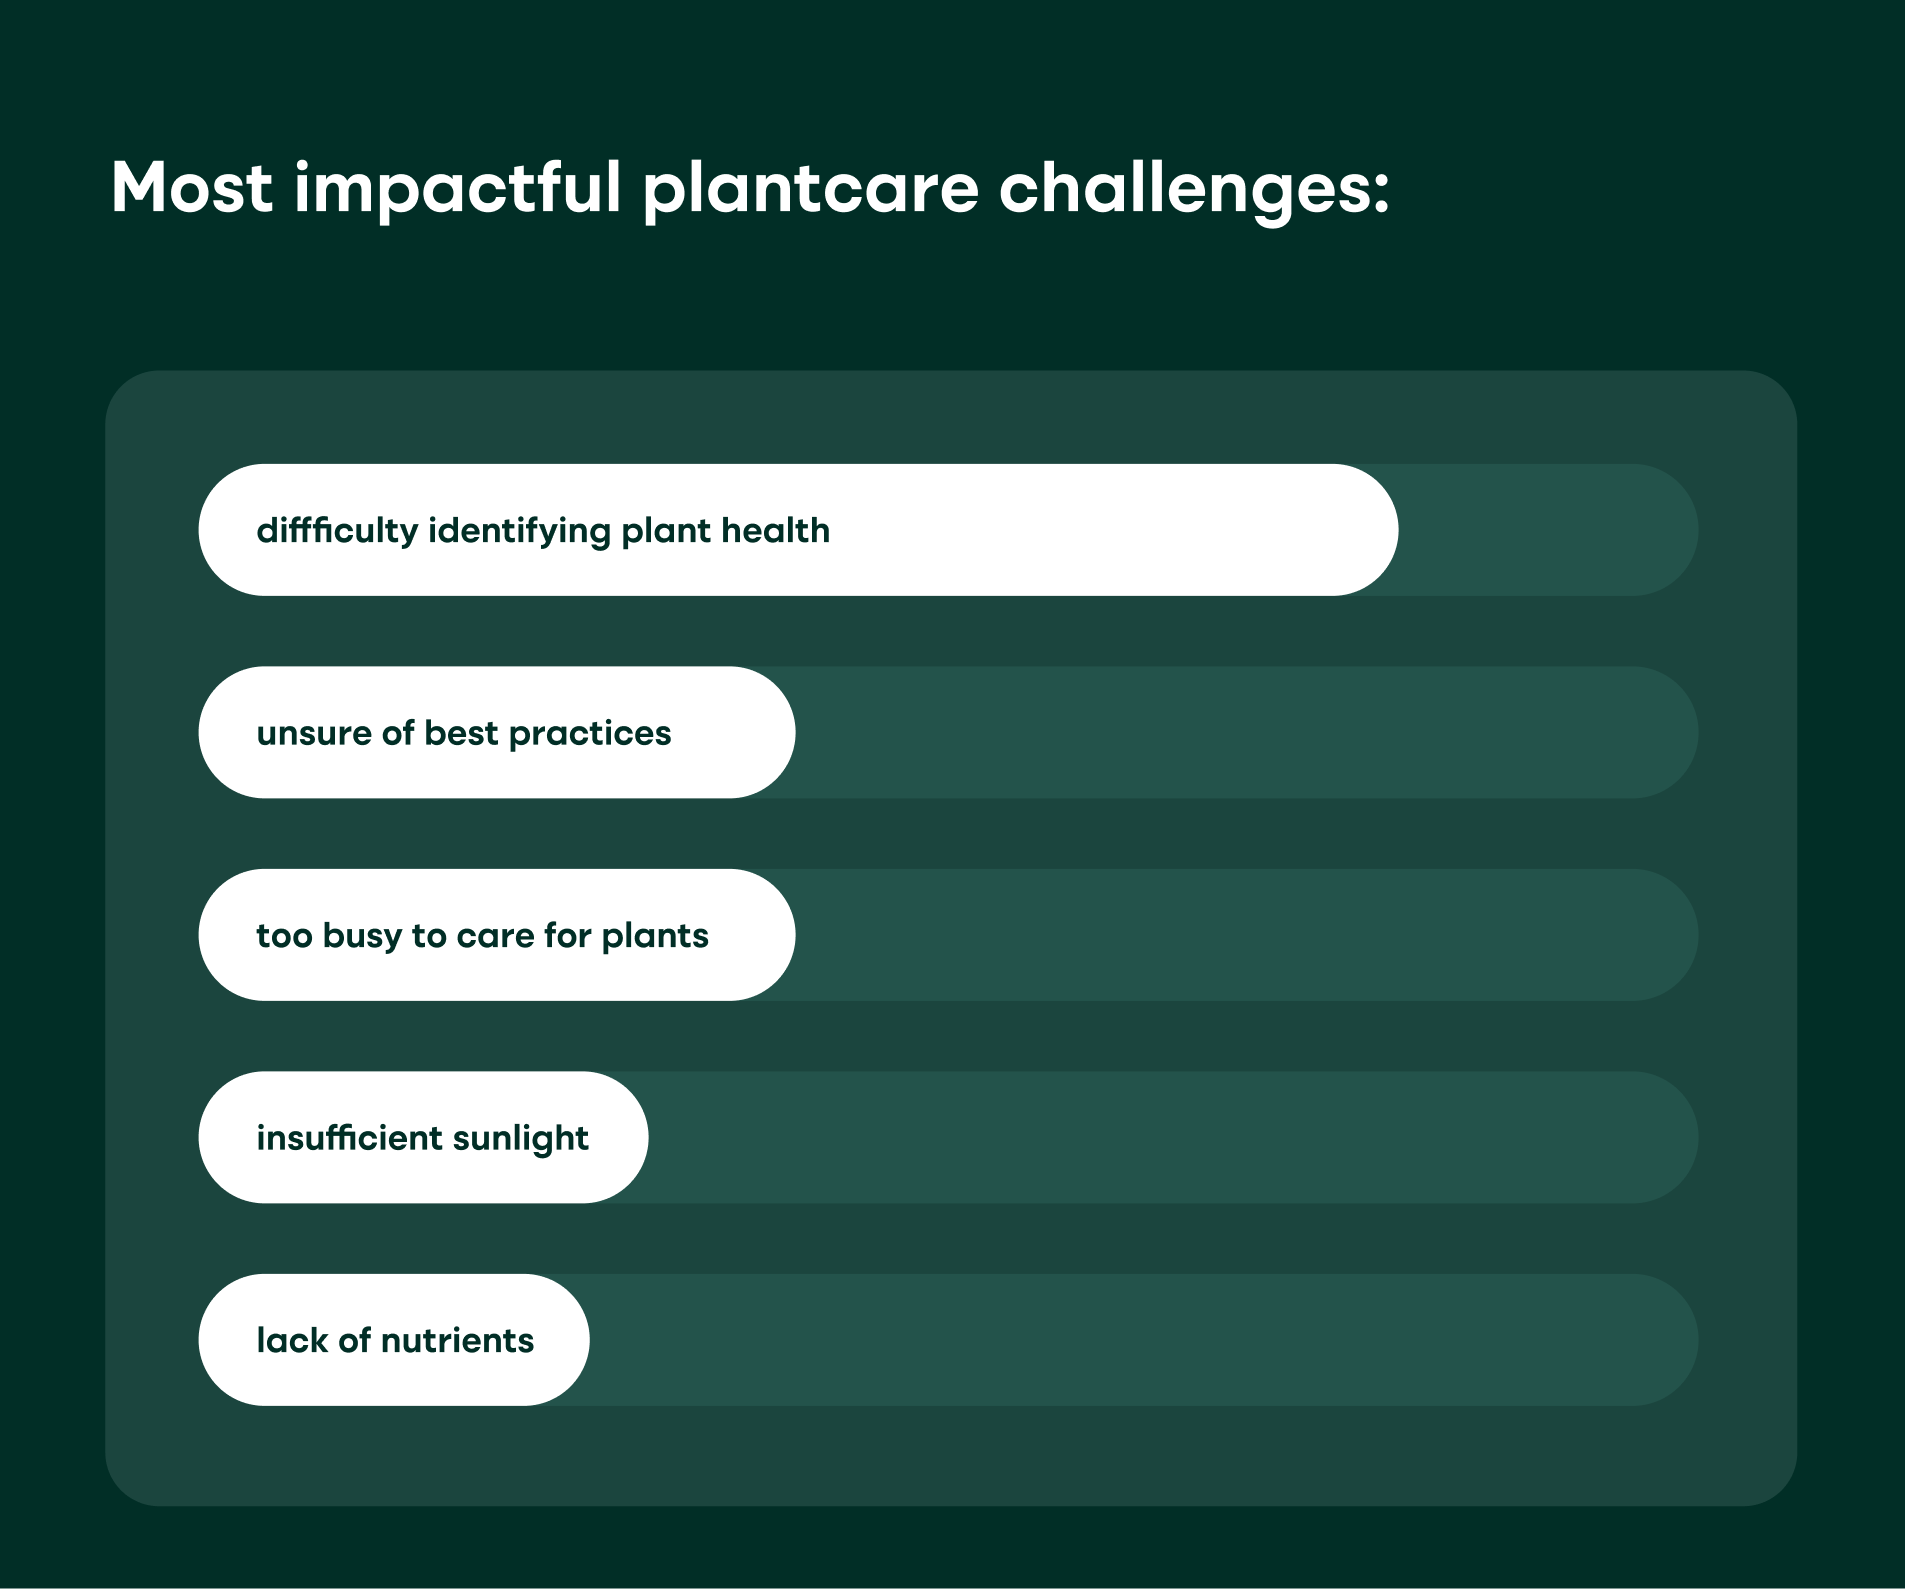 Most impactful plantcare challenges:
diffficulty identifying plant health
unsure of best practices
too busy to care for plants
insufficient sunlight
lack of nutrients